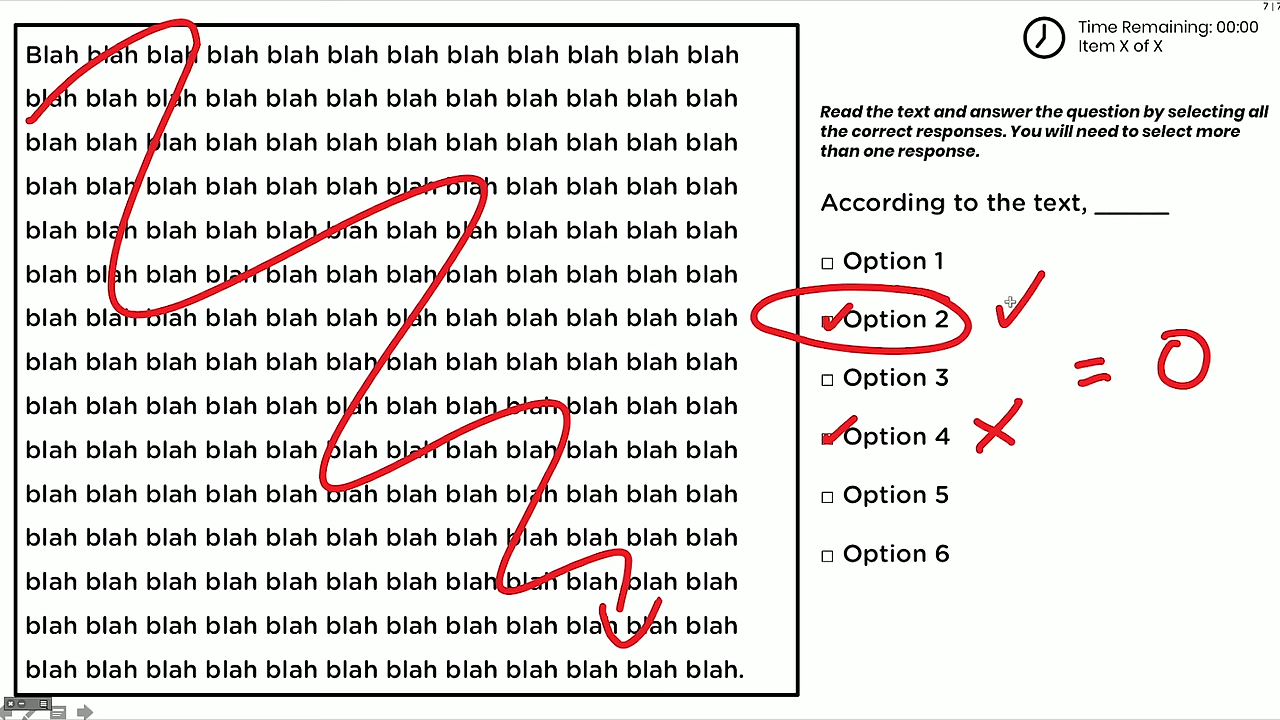 Blah blah blah blah blah blah blah blah blah blah blah blah
blah blah blah blah blah blah blah blah blah blah blah blah
blah blah blah blah blah blah blah blah blah blah blah blah
blah blah blah blah blah blah blah blah blah blah blah blah
blah blah blah blah blah blah blah blah blah blah blah blah
blah blah blah blah blah blah blah blah blah blah blah blah
blah blah blah blah blah blah blah blah blah blah blah blah
blah blah blah blah blah blah blah blah blah blah blah blah
blah blah blah blah blah blah blah blah blah blah blah blah
blah blah blah blah blah blah blah blah blah blah blah blah
blah blah blah blah blah blah blah blah blah blah blah blah
blah blah blah blah blah blah blah blah blah blah blah blah
blah blah blah blah blah blah blah blah blah blah blah blah
blah blah blah blah blah blah blah blah blah blah blah blah
blah blah blah blah blah blah blah blah blah blah blah blah.
7 | 7
Time Remaining: 00:00
Item X of X
Read the text and answer the question by selecting all
the correct responses. You will need to select more
than one response.
According to the text, ______
Option 1
Option 2 ✓
Option 3
= 0
Option 4 ✗
Option 5
Option 6